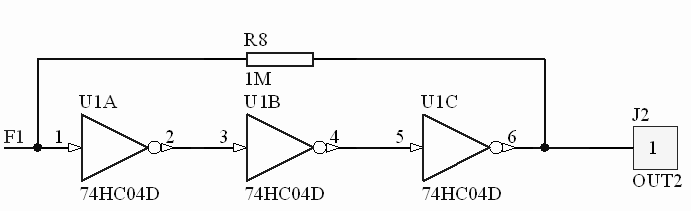 R8
1M
U1A U1B U1C
J2
F1 1 2 3 4 5 6 1
74HC04D 74HC04D 74HC04D
OUT2